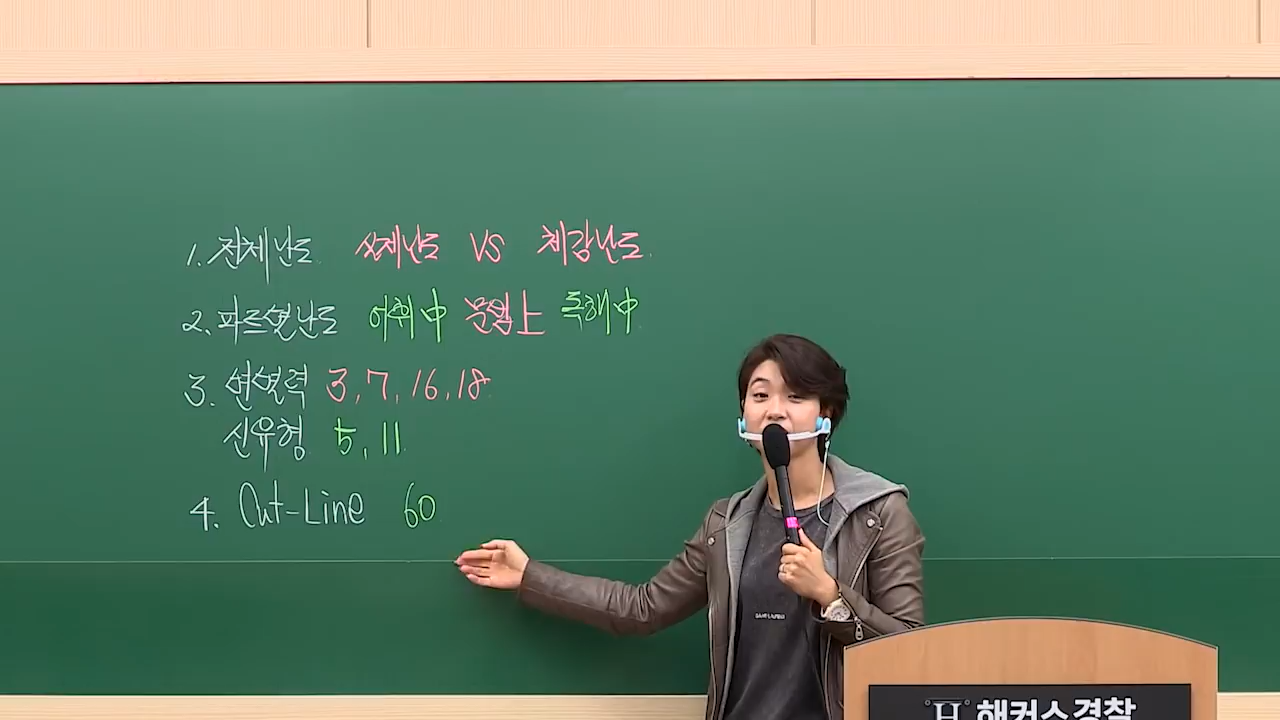 1. 전체난도 실제난도 VS 체감난도
2. 파트별난도 어휘中 문법上 독해中
3. 변별력 3, 7, 16, 18
신유형 5, 11
4. Cut-Line 60
SAINT LAURENT
H 해커스경찰